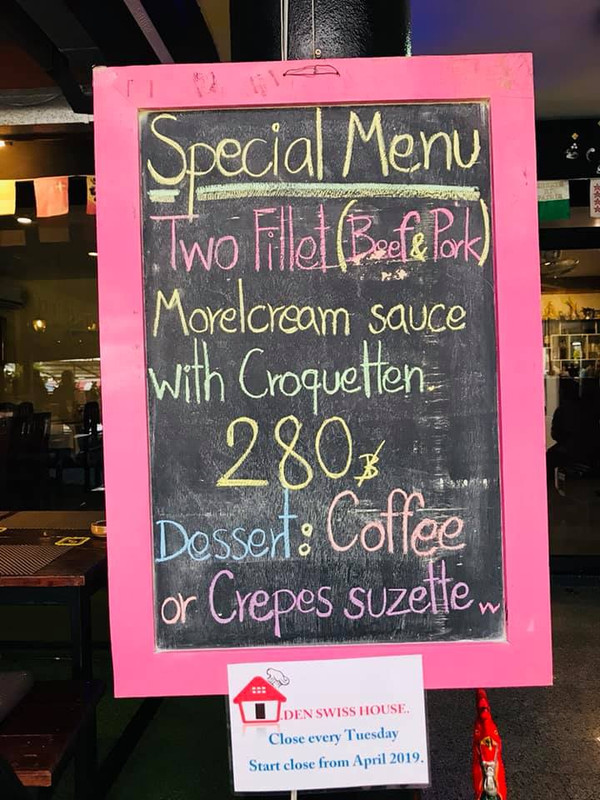 Special Menu
Two Fillet (Beef & Pork)
Morelcream sauce
with Croquetten.
280฿
Dessert: Coffee
or Crepes suzette
.DEN SWISS HOUSE.
Close every Tuesday
Start close from April 2019.